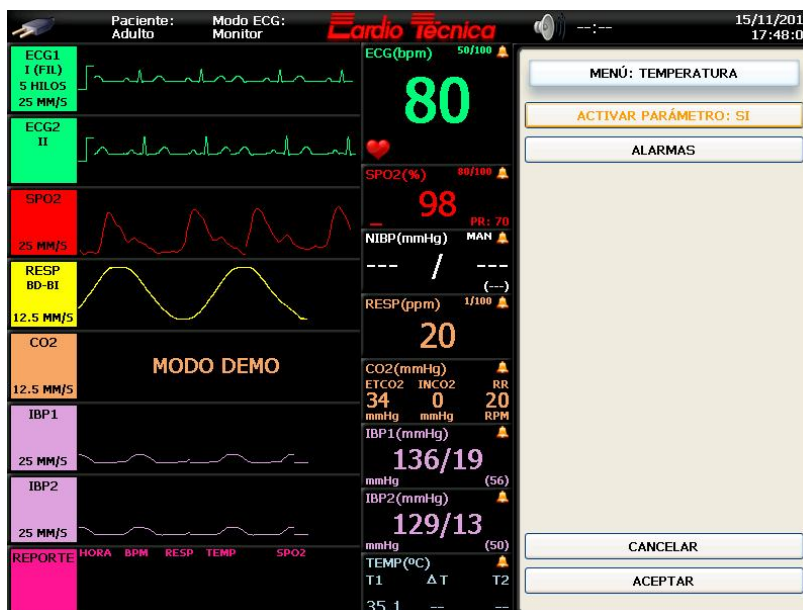 Paciente: Adulto
Modo ECG: Monitor
Cardio Técnica
--:--
15/11/201
17:48:0
ECG1
I (FIL)
5 HILOS
25 MM/S
ECG2
II
SPO2
25 MM/S
RESP
BD-BI
12.5 MM/S
CO2
12.5 MM/S
MODO DEMO
IBP1
25 MM/S
IBP2
25 MM/S
REPORTE
HORA BPM RESP TEMP SPO2
ECG(bpm) 50/100
80
SPO2(%) 80/100
98
PR: 70
NIBP(mmHg) MAN
--- / ---
(---)
RESP(ppm) 1/100
20
CO2(mmHg)
ETCO2 INCO2 RR
34 0 20
mmHg mmHg RPM
IBP1(mmHg)
136/19
mmHg (56)
IBP2(mmHg)
129/13
mmHg (50)
TEMP(ºC)
T1 ΔT T2
35.1 -- --
MENÚ: TEMPERATURA
ACTIVAR PARÁMETRO: SI
ALARMAS
CANCELAR
ACEPTAR